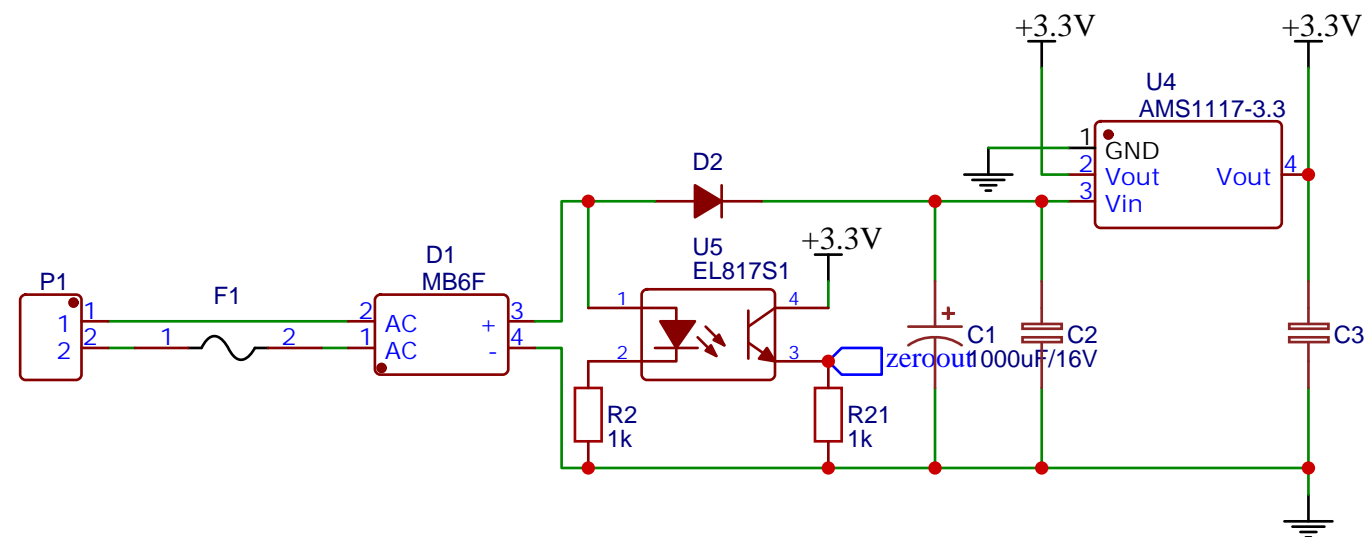 +3.3V
+3.3V
U4
AMS1117-3.3
1
GND
2
Vout
Vout
4
3
Vin
D2
U5
EL817S1
+3.3V
D1
MB6F
P1
F1
1
1
2
2
1
2
2
AC
1
AC
+
3
-
4
1
4
2
3
zeroout
+
C1
1000uF/16V
C2
C3
R2
1k
R21
1k